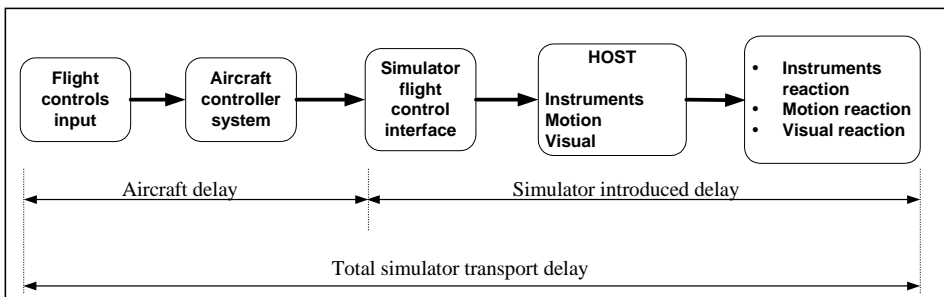 Flight
controls
input
Aircraft
controller
system
Simulator
flight
control
interface
HOST
Instruments
Motion
Visual
• Instruments
reaction
• Motion reaction
• Visual reaction
Aircraft delay
Simulator introduced delay
Total simulator transport delay